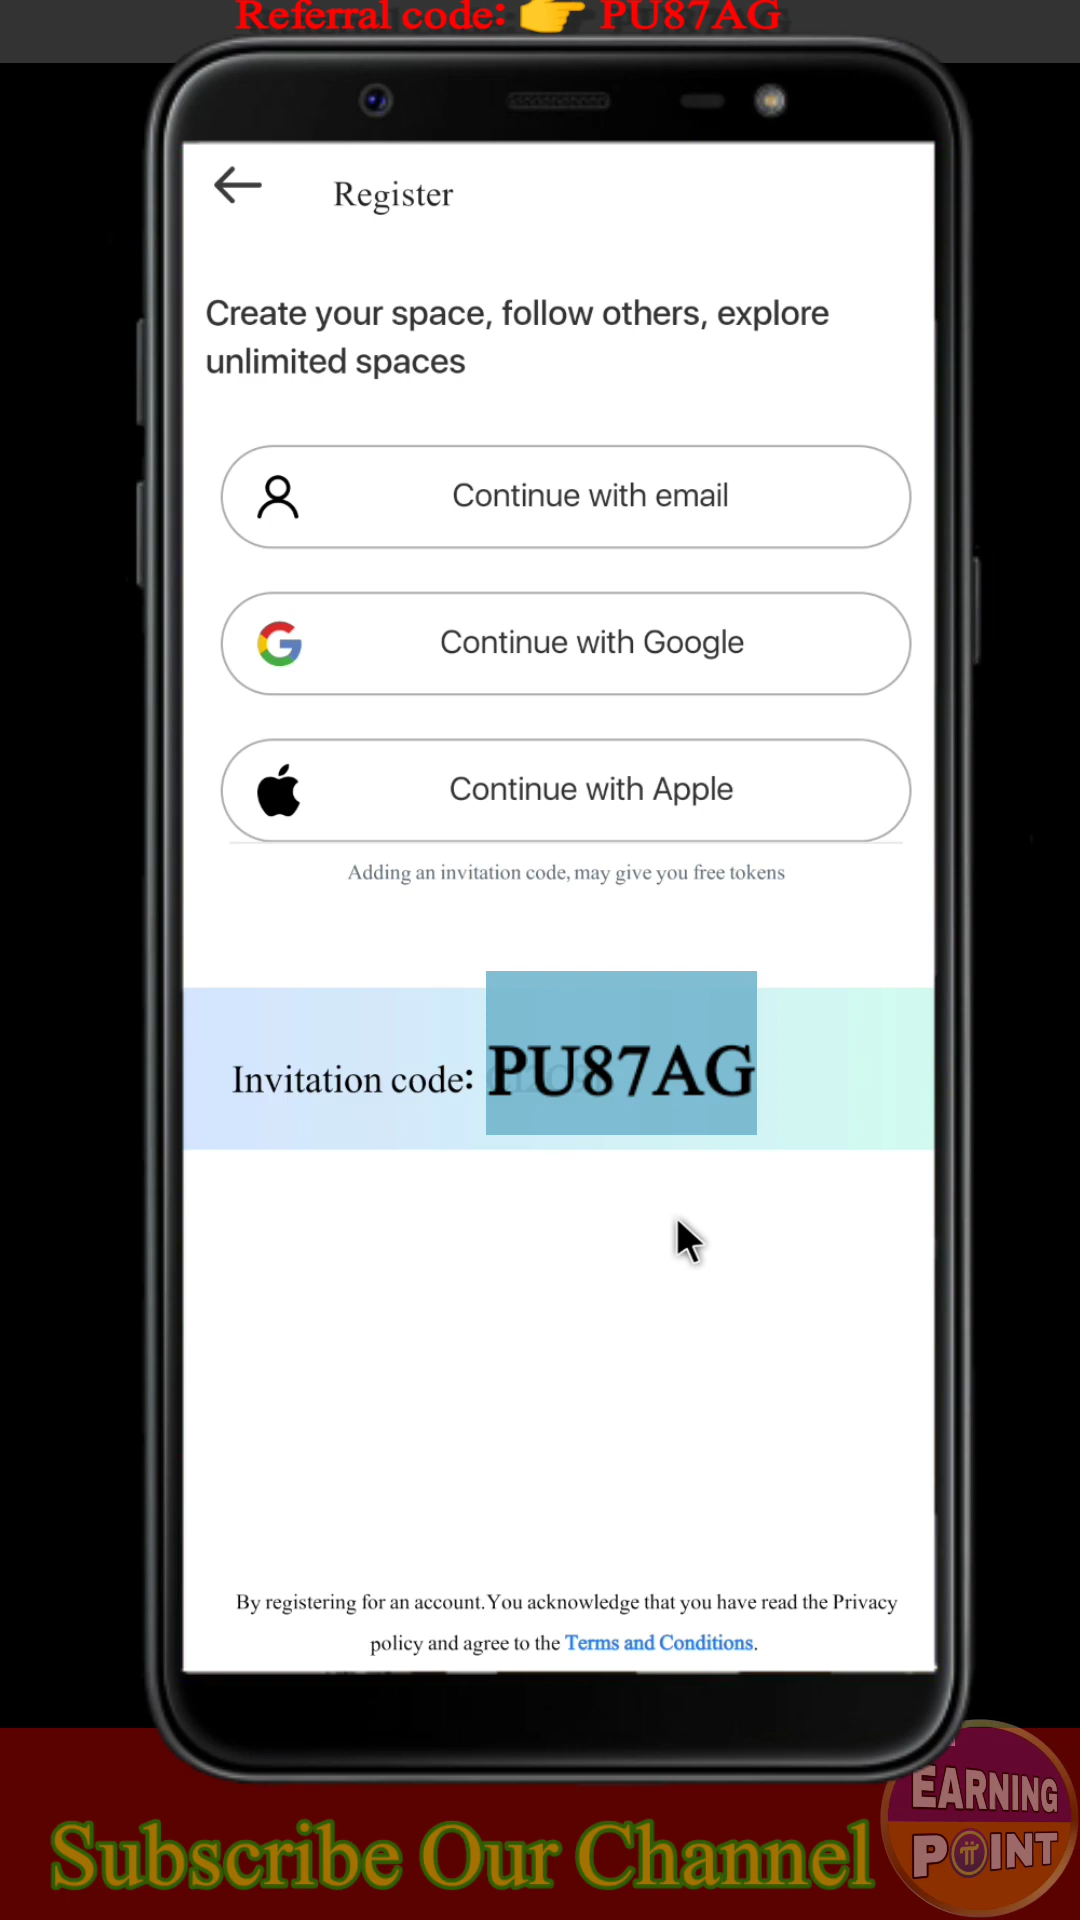 Referral code: 👉 PU87AG
Register
Create your space, follow others, explore
unlimited spaces
Continue with email
Continue with Google
Continue with Apple
Adding an invitation code, may give you free tokens
Invitation code: PU87AG
By registering for an account.You acknowledge that you have read the Privacy
policy and agree to the Terms and Conditions.
EARNING
POINT
Subscribe Our Channel